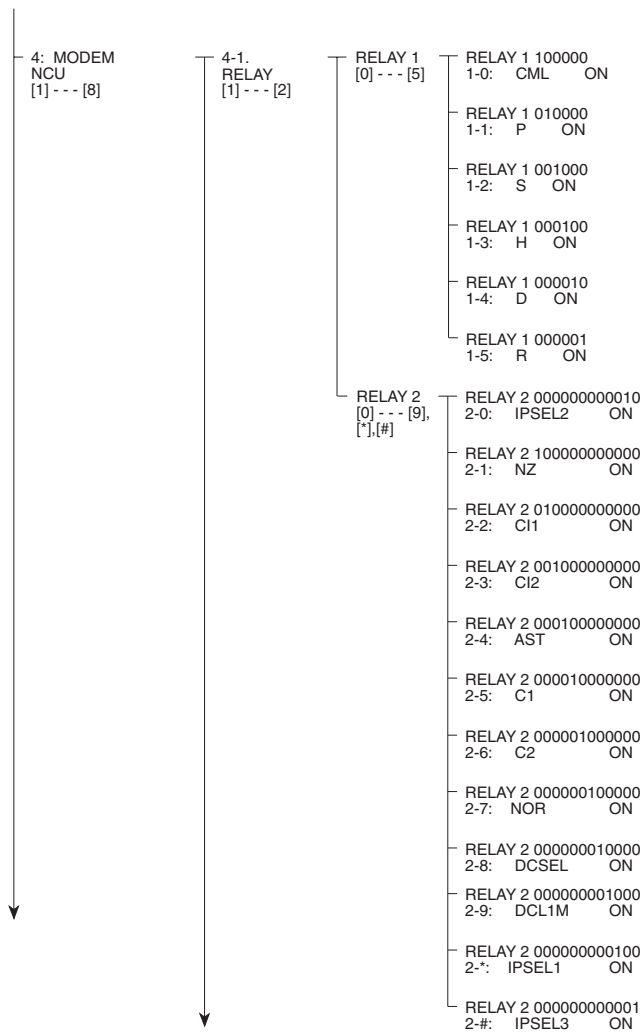 4: MODEM
NCU
[1] - - - [8]
4-1.
RELAY
[1] - - - [2]
RELAY 1
[0] - - - [5]
RELAY 1 100000
1-0: CML ON
RELAY 1 010000
1-1: P ON
RELAY 1 001000
1-2: S ON
RELAY 1 000100
1-3: H ON
RELAY 1 000010
1-4: D ON
RELAY 1 000001
1-5: R ON
RELAY 2
[0] - - - [9],
[*],[#]
RELAY 2 000000000010
2-0: IPSEL2 ON
RELAY 2 100000000000
2-1: NZ ON
RELAY 2 010000000000
2-2: CI1 ON
RELAY 2 001000000000
2-3: CI2 ON
RELAY 2 000100000000
2-4: AST ON
RELAY 2 000010000000
2-5: C1 ON
RELAY 2 000001000000
2-6: C2 ON
RELAY 2 000000100000
2-7: NOR ON
RELAY 2 000000010000
2-8: DCSEL ON
RELAY 2 000000001000
2-9: DCL1M ON
RELAY 2 000000000100
2-*: IPSEL1 ON
RELAY 2 000000000001
2-#: IPSEL3 ON